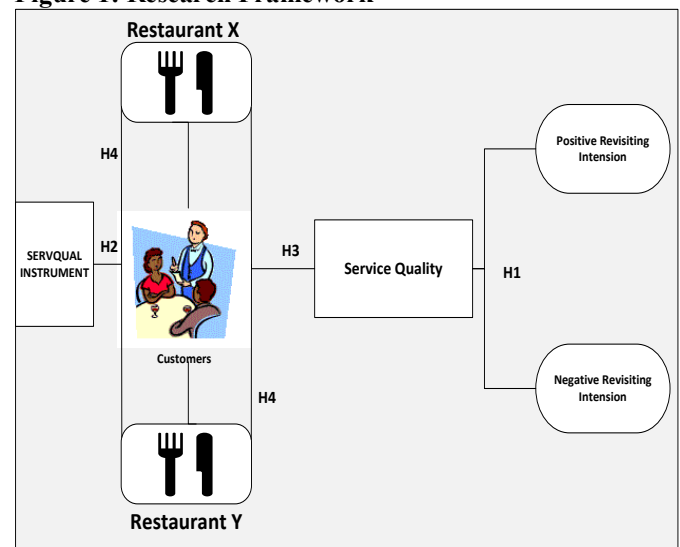 Figure 1: Research Framework
Restaurant X
H4
Positive Revisiting
Intension
SERVQUAL
INSTRUMENT
H2
H3
Service Quality
H1
Customers
H4
Negative Revisiting
Intension
Restaurant Y